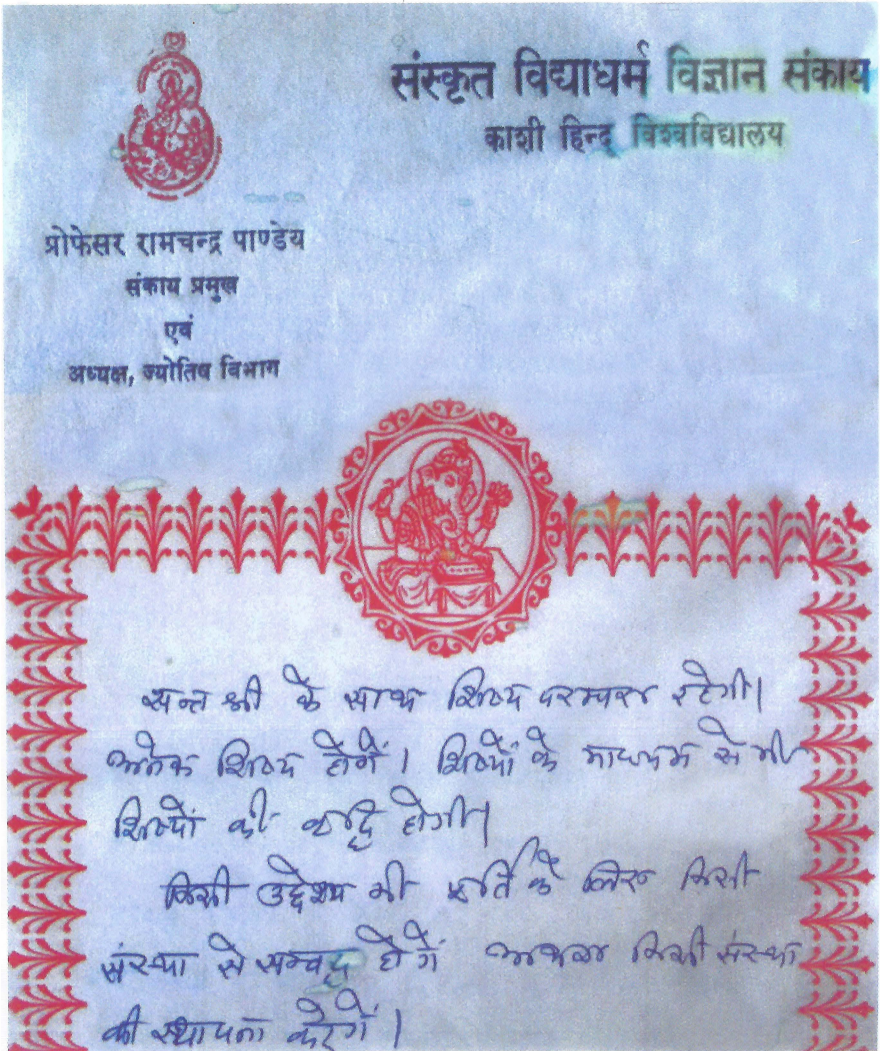 संस्कृत विद्याधर्म विज्ञान संकाय
काशी हिन्दू विश्वविद्यालय
प्रोफेसर रामचन्द्र पाण्डेय
संकाय प्रमुख
एवं
अध्यक्ष, ज्योतिष विभाग
सन्त श्री के साथ शिष्य परम्परा रहेगी।
अनेक शिष्य होगें। शिष्यों के माध्यम से भी
शिष्यों की वृद्धि होगी।
किसी उद्देश्य की पूर्ति के लिए किसी
संस्था से सम्बद्ध होगें अथवा किसी संस्था
की स्थापना करेगें।